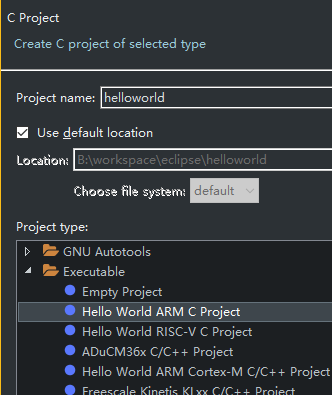 C Project
Create C project of selected type
Project name: helloworld
Use default location
Location: B:\workspace\eclipse\helloworld
Choose file system: default
Project type:
GNU Autotools
Executable
Empty Project
Hello World ARM C Project
Hello World RISC-V C Project
ADuCM36x C/C++ Project
Hello World ARM Cortex-M C/C++ Project
Freescale Kinetis KLxx C/C++ Project